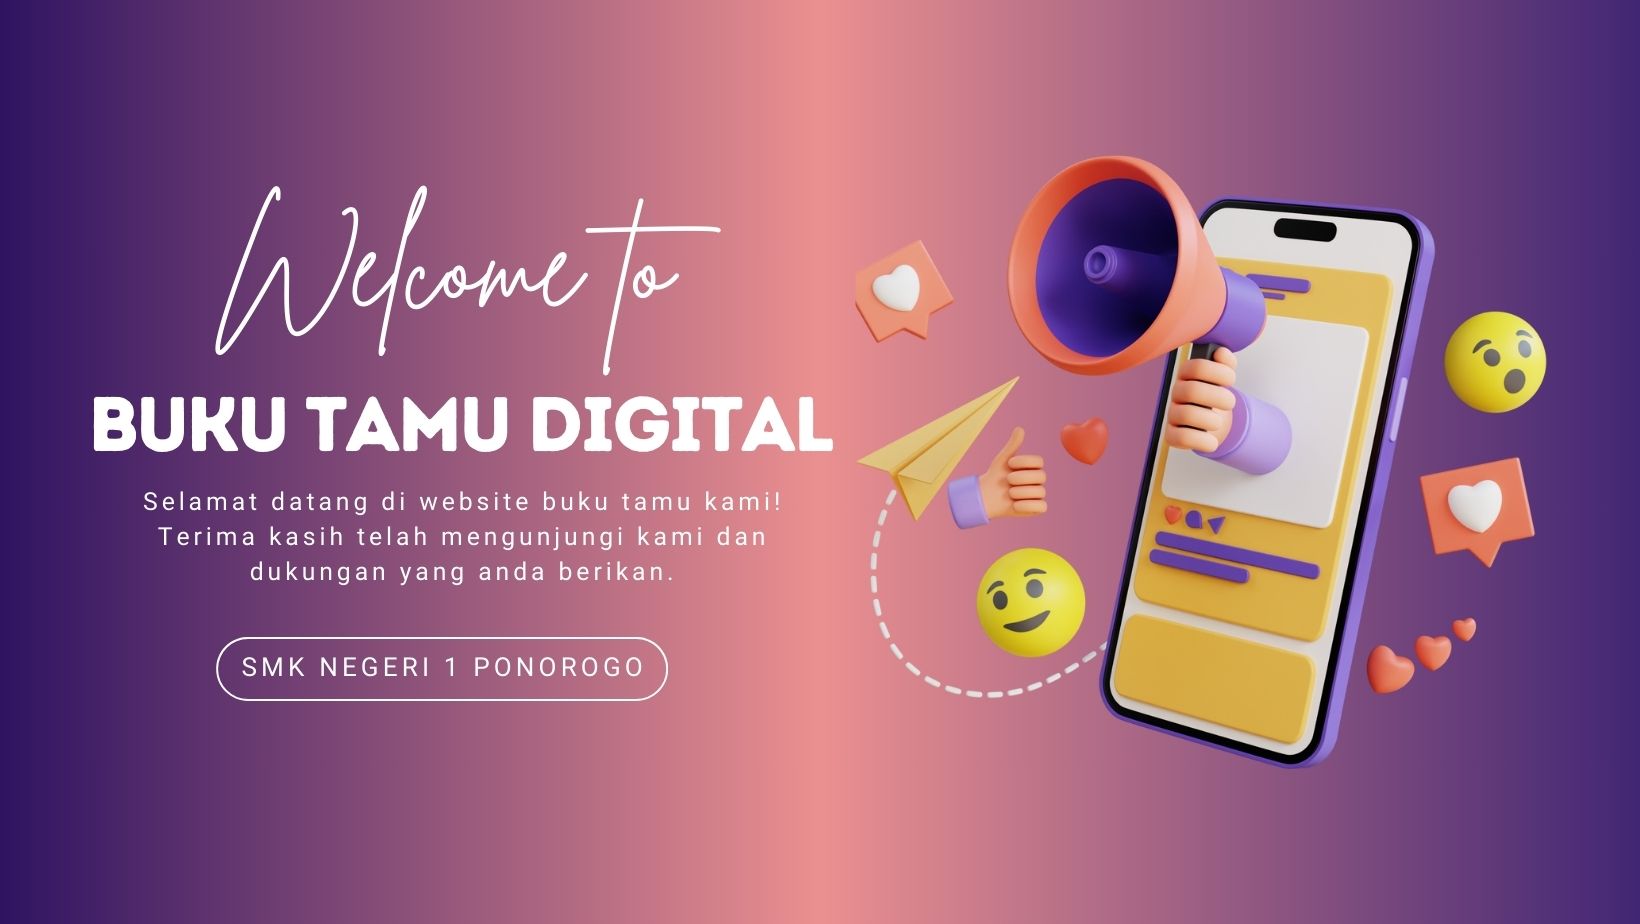 Welcome to
BUKU TAMU DIGITAL
Selamat datang di website buku tamu kami!
Terima kasih telah mengunjungi kami dan
dukungan yang anda berikan.
SMK NEGERI 1 PONOROGO